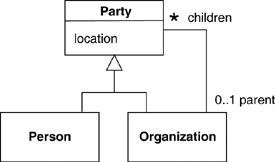 Party
* children
location
0..1 parent
Person
Organization